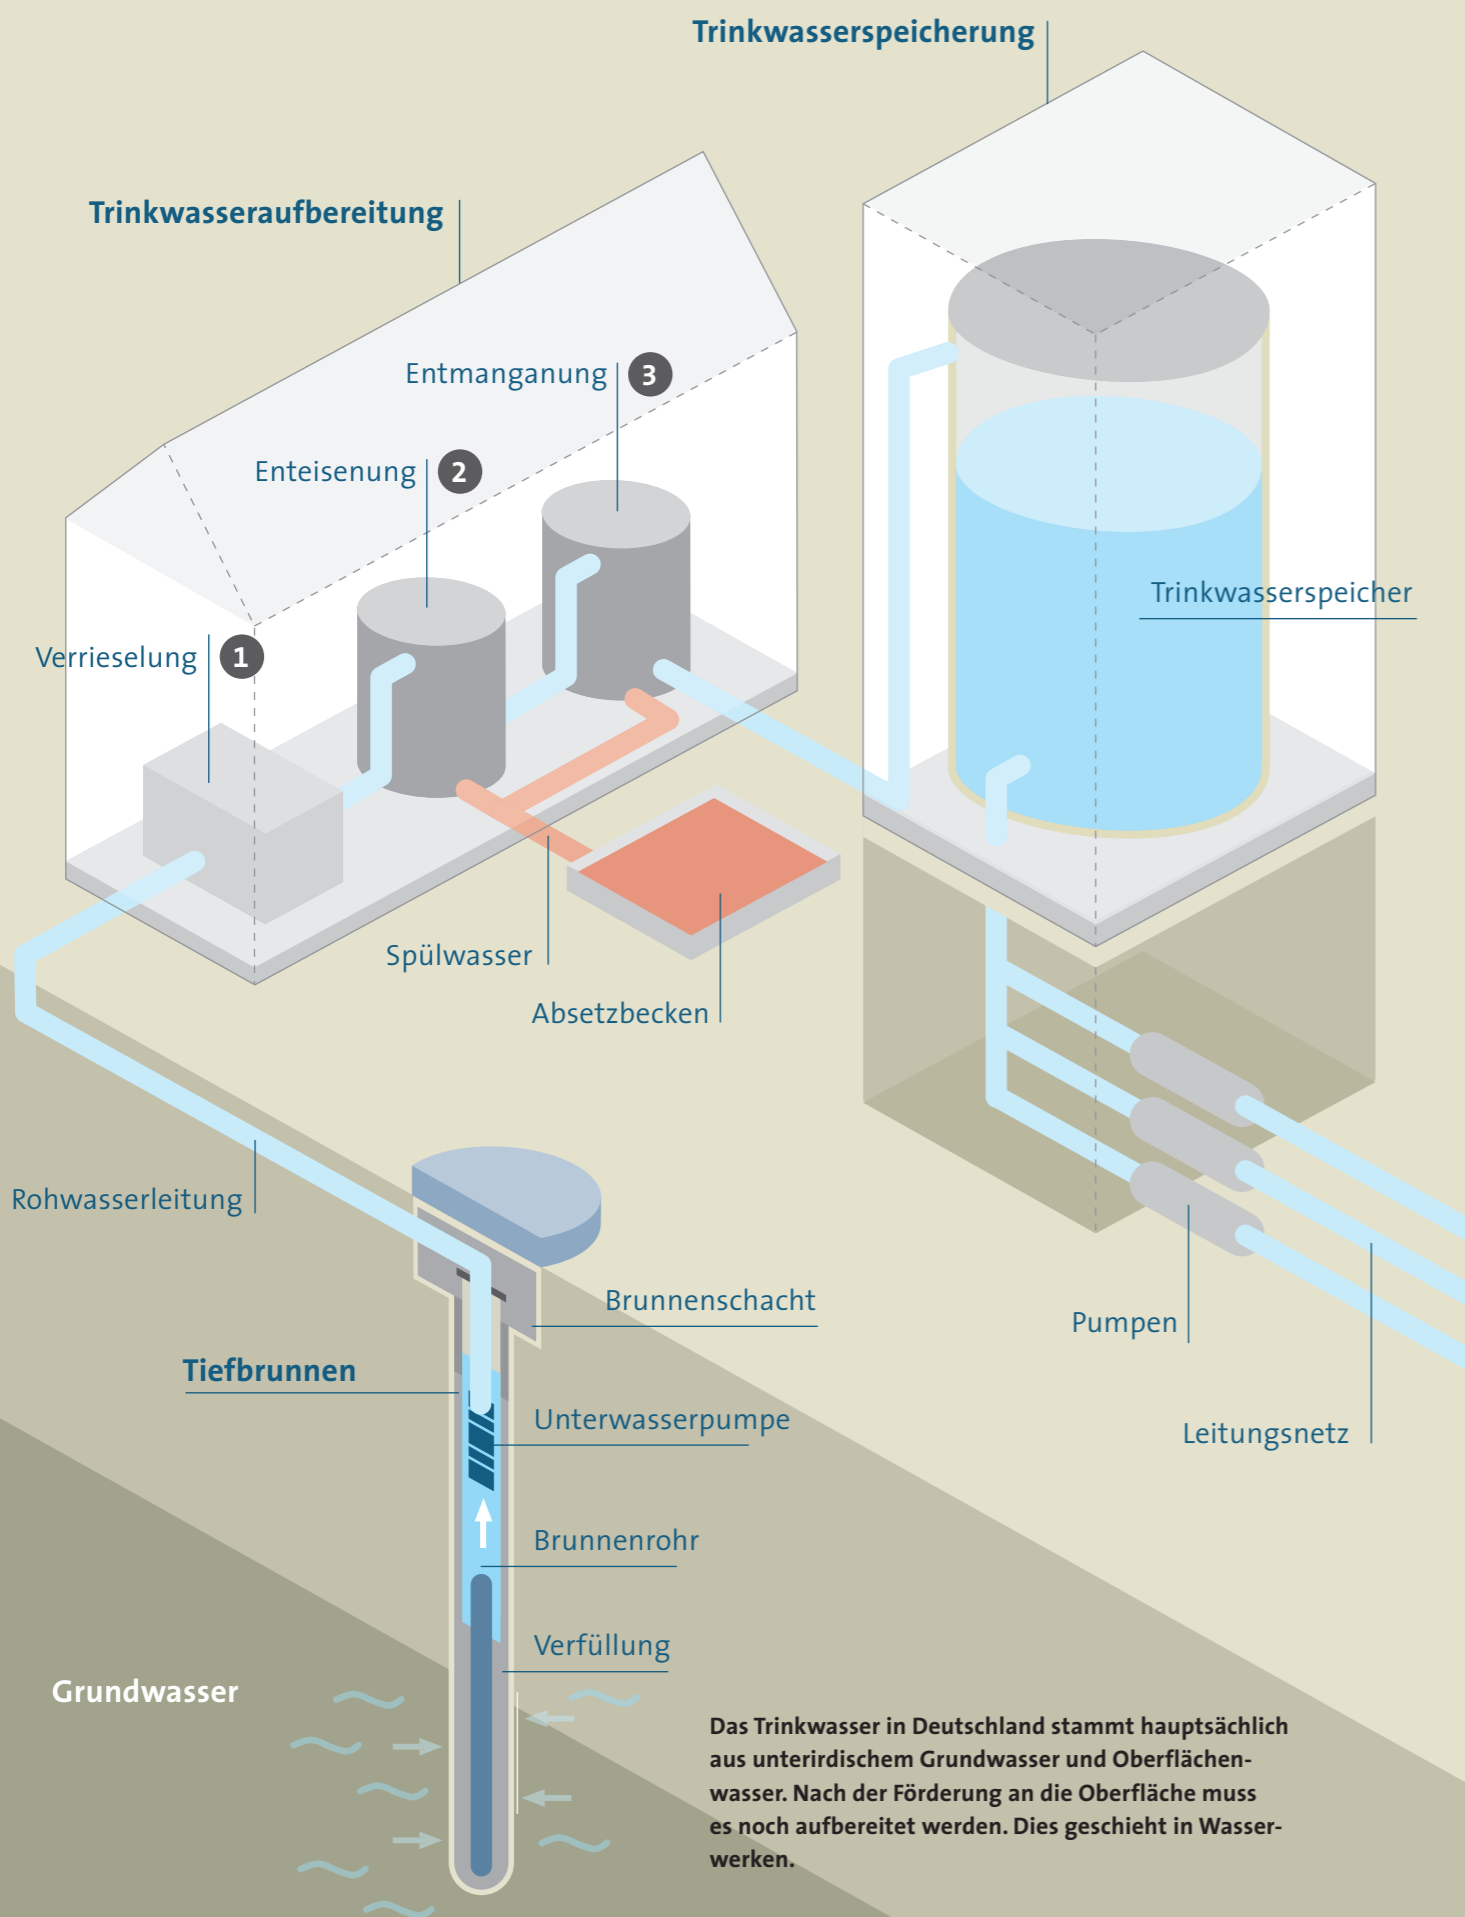 Trinkwasserspeicherung
Trinkwasseraufbereitung
Entmanganung 3
Enteisenung 2
Trinkwasserspeicher
Verrieselung 1
Spülwasser
Absetzbecken
Rohwasserleitung
Brunnenschacht
Pumpen
Tiefbrunnen
Unterwasserpumpe
Leitungsnetz
Brunnenrohr
Verfüllung
Grundwasser
Das Trinkwasser in Deutschland stammt hauptsächlich
aus unterirdischem Grundwasser und Oberflächen-
wasser. Nach der Förderung an die Oberfläche muss
es noch aufbereitet werden. Dies geschieht in Wasser-
werken.